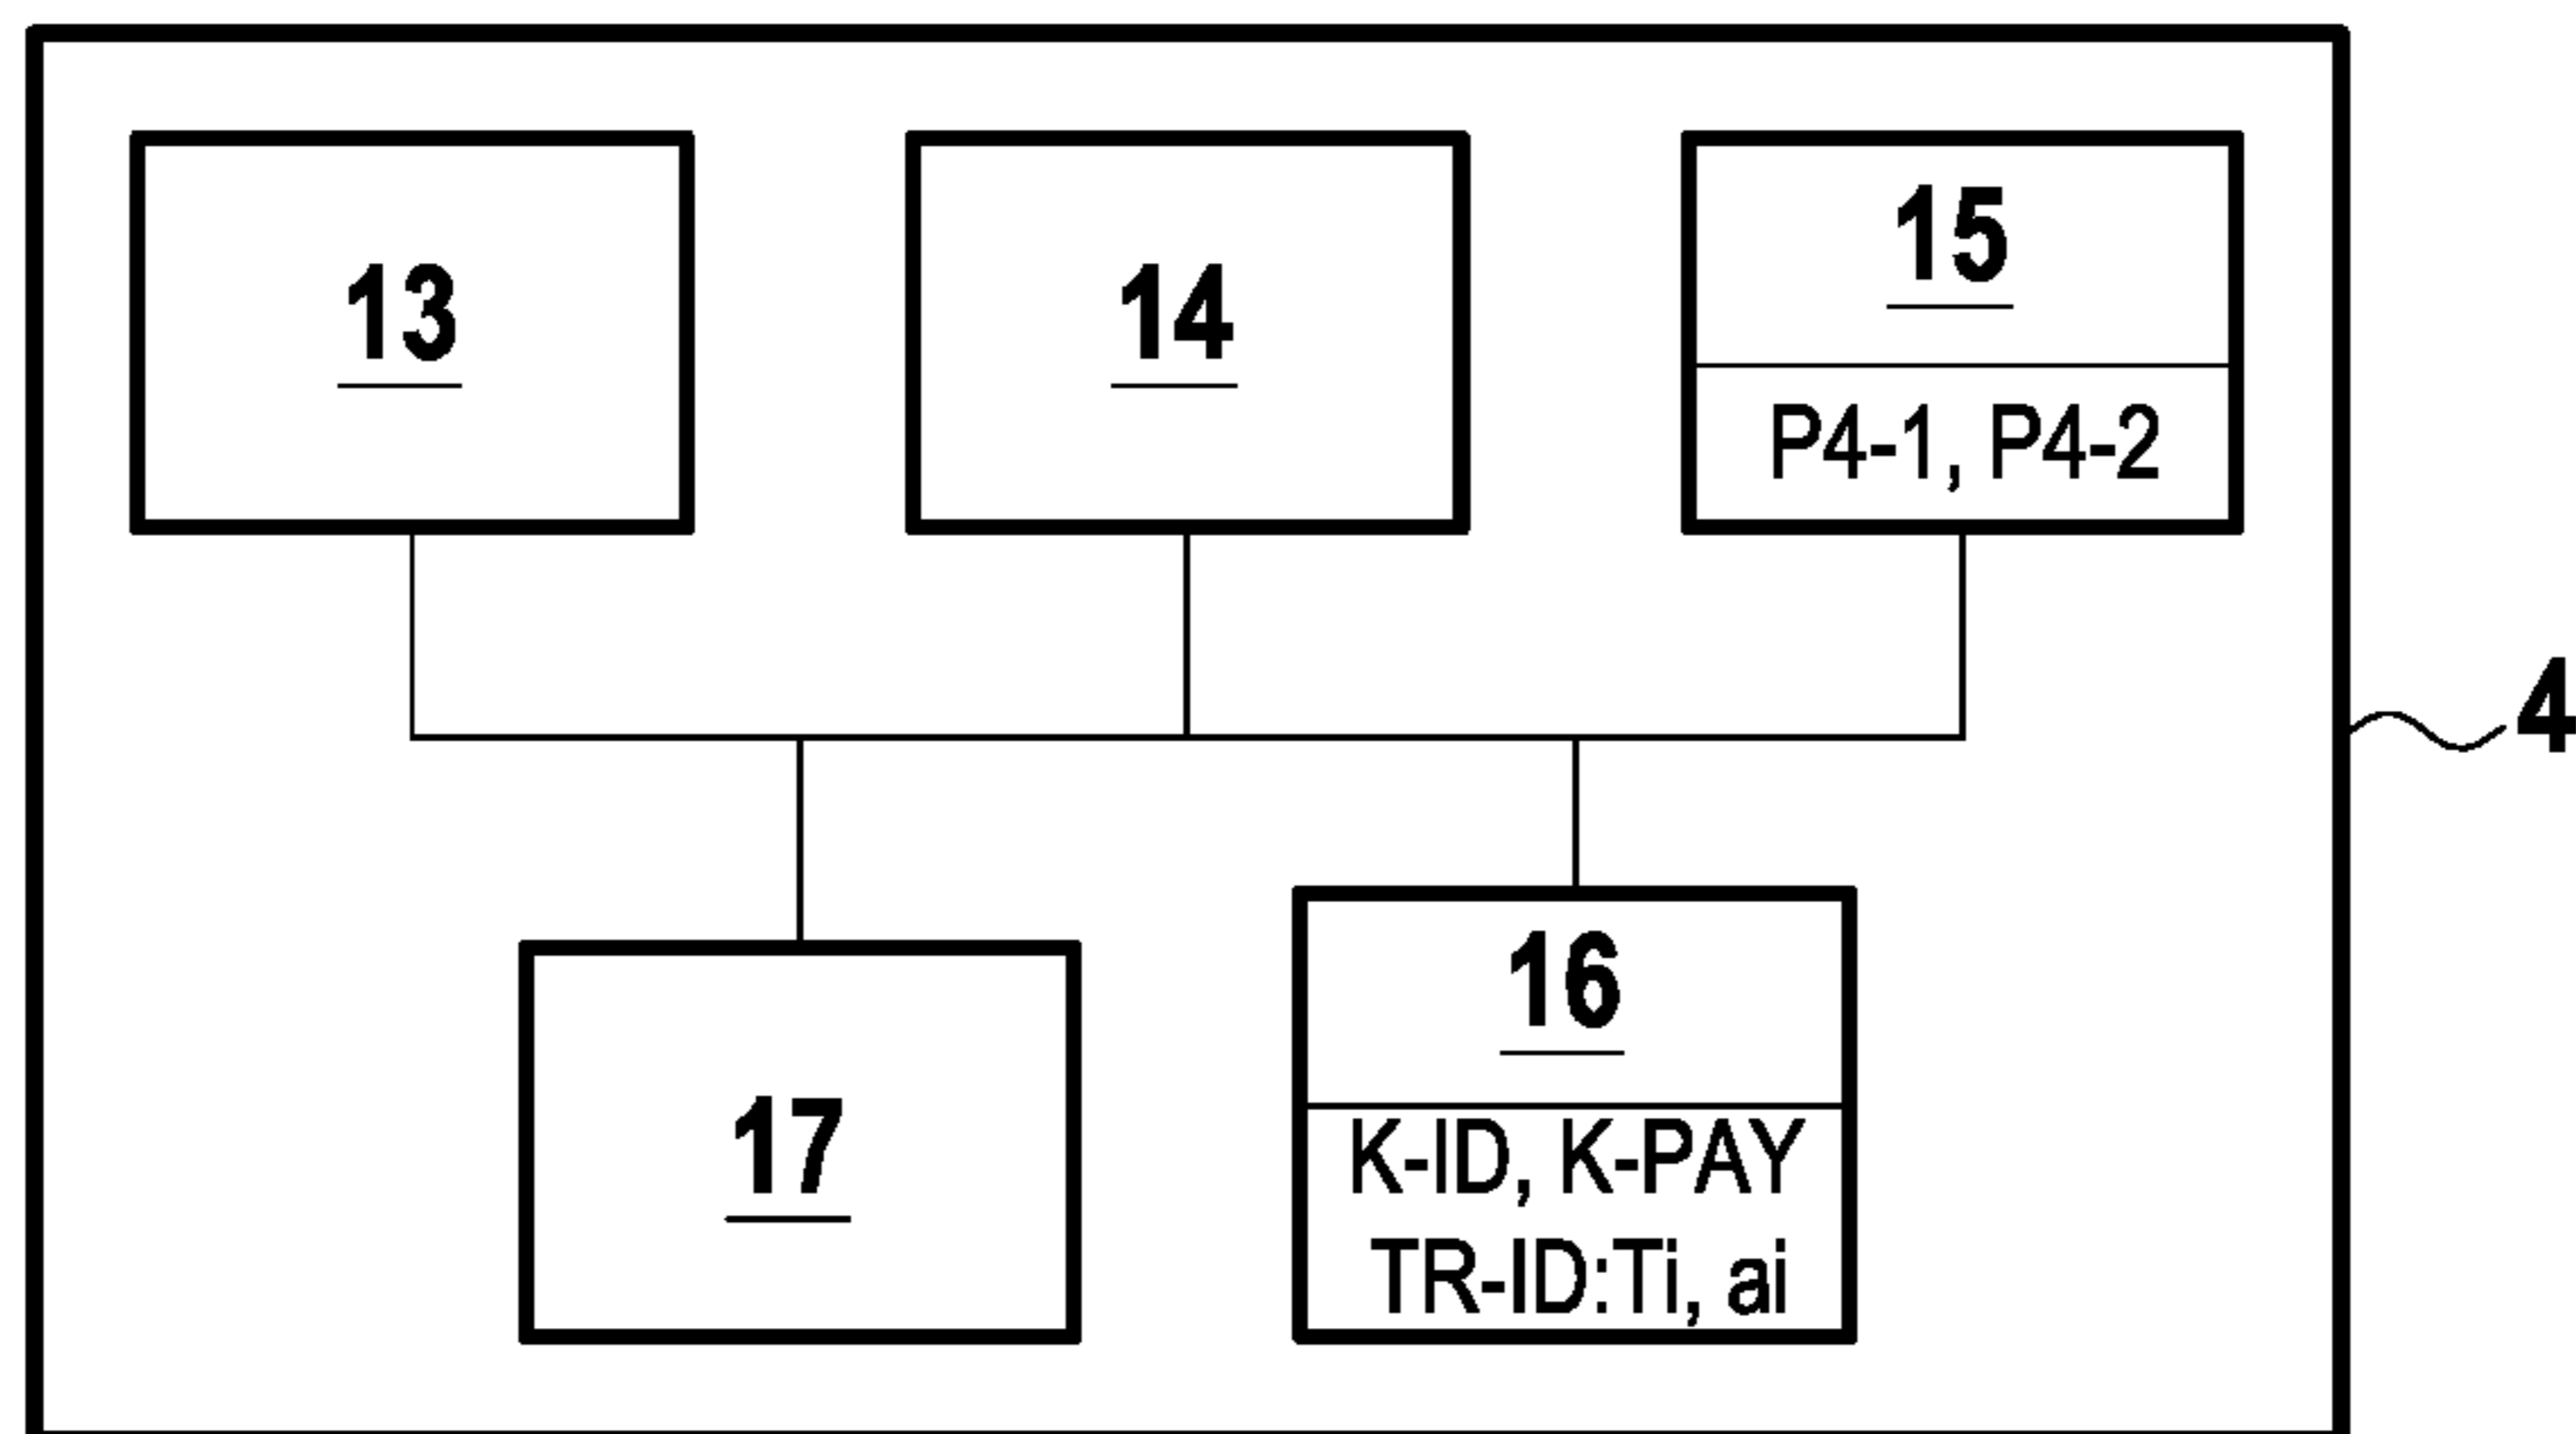 13
14
15
P4-1, P4-2
4
17
16
K-ID, K-PAY
TR-ID:Ti, ai